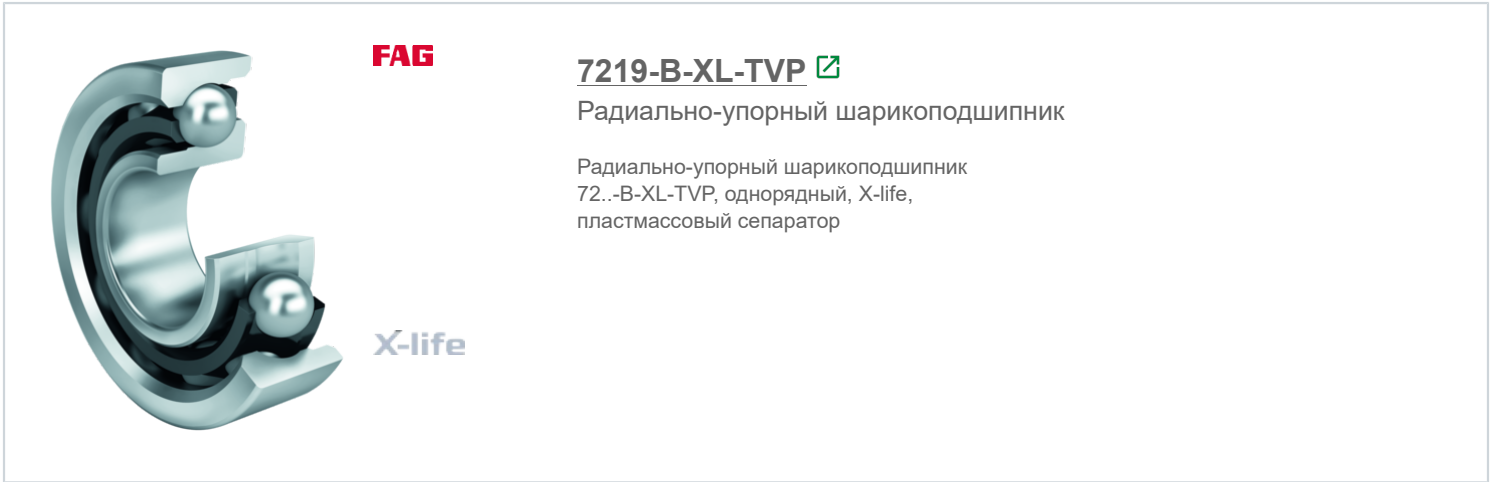 FAG
7219-B-XL-TVP
Радиально-упорный шарикоподшипник
Радиально-упорный шарикоподшипник
72..-B-XL-TVP, однорядный, X-life,
пластмассовый сепаратор
X-life